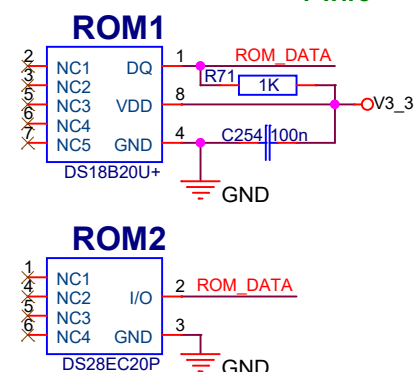 ROM1
2 NC1 DQ 1 ROM_DATA
3 NC2 R71 1K
5 NC3 VDD 8 V3_3
6 NC4
7 NC5 GND 4 C254 100n
DS18B20U+
GND
ROM2
1 NC1
4 NC2 I/O 2 ROM_DATA
5 NC3
6 NC4 GND 3
DS28EC20P
GND